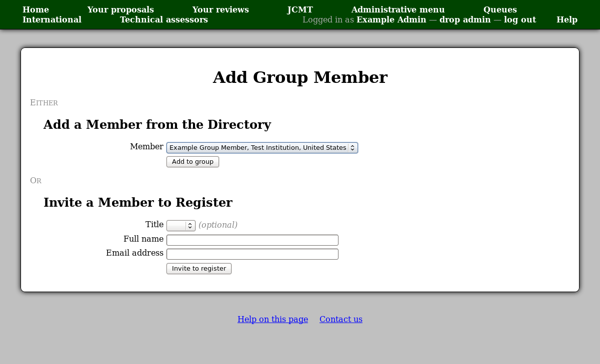 Home Your proposals Your reviews JCMT Administrative menu Queues
International Technical assessors Logged in as Example Admin — drop admin — log out Help
Add Group Member
EITHER
Add a Member from the Directory
Member Example Group Member, Test Institution, United States
Add to group
OR
Invite a Member to Register
Title (optional)
Full name
Email address
Invite to register
Help on this page Contact us